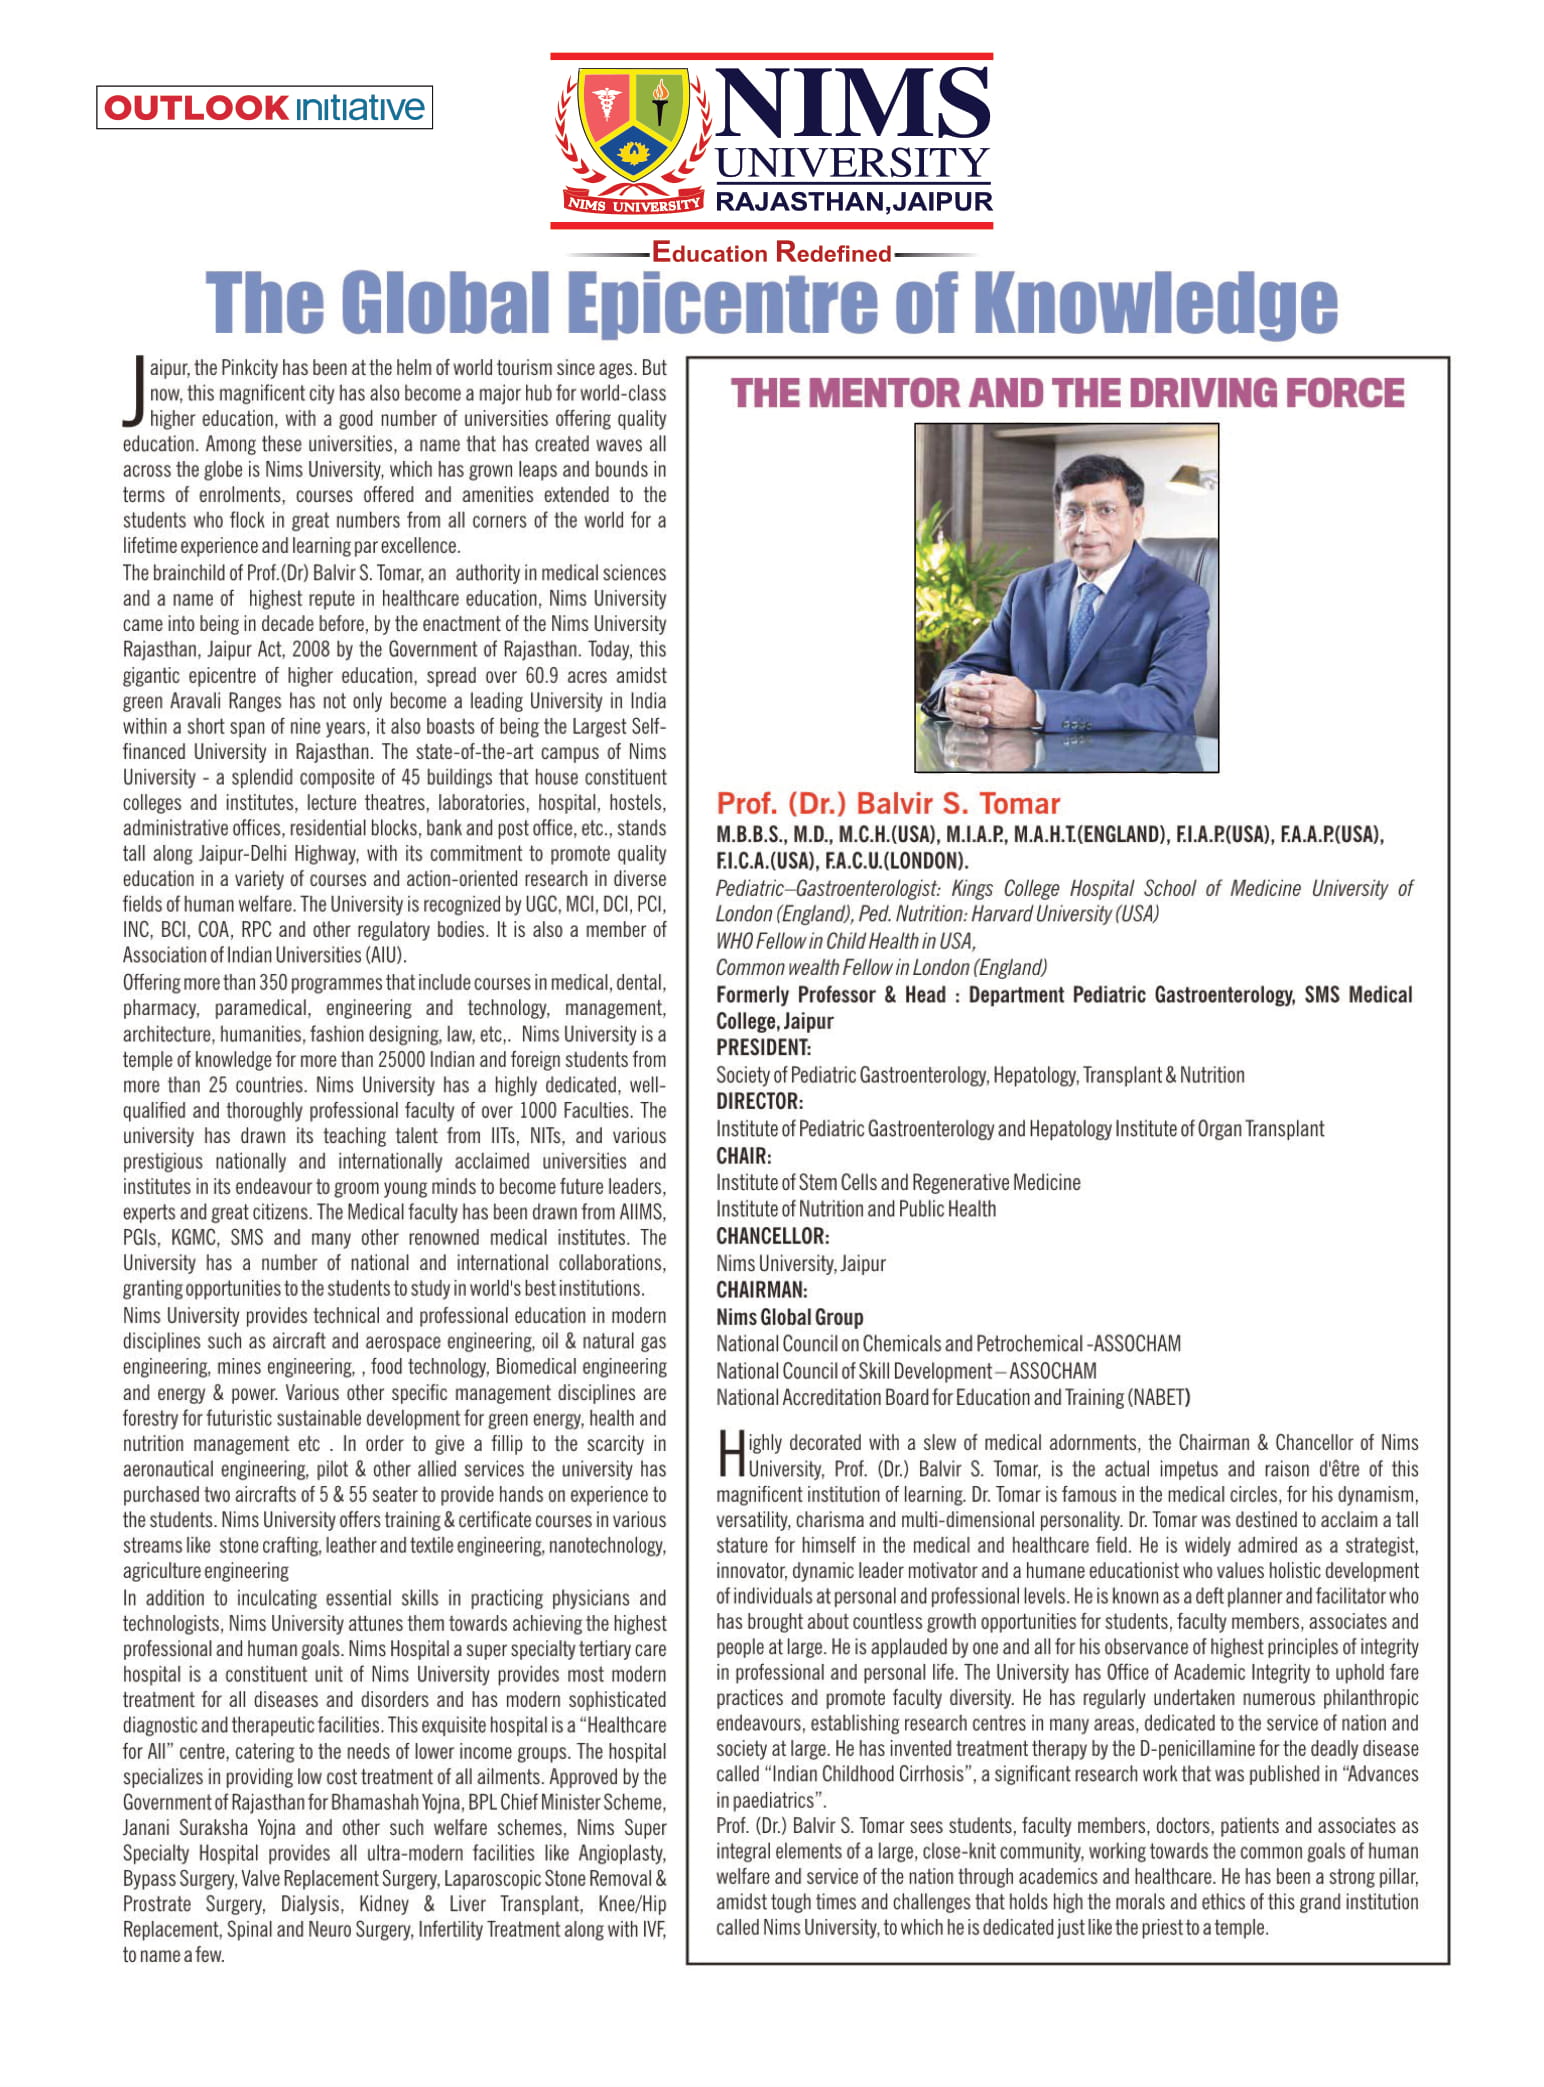 OUTLOOK initiative
NIMS
UNIVERSITY
RAJASTHAN,JAIPUR
NIMS UNIVERSITY
Education Redefined
The Global Epicentre of Knowledge
Jaipur, the Pinkcity has been at the helm of world tourism since ages. But
now, this magnificent city has also become a major hub for world-class
higher education, with a good number of universities offering quality
education. Among these universities, a name that has created waves all
across the globe is Nims University, which has grown leaps and bounds in
terms of enrolments, courses offered and amenities extended to the
students who flock in great numbers from all corners of the world for a
lifetime experience and learning par excellence.
The brainchild of Prof.(Dr) Balvir S. Tomar, an authority in medical sciences
and a name of highest repute in healthcare education, Nims University
came into being in decade before, by the enactment of the Nims University
Rajasthan, Jaipur Act, 2008 by the Government of Rajasthan. Today, this
gigantic epicentre of higher education, spread over 60.9 acres amidst
green Aravali Ranges has not only become a leading University in India
within a short span of nine years, it also boasts of being the Largest Self-
financed University in Rajasthan. The state-of-the-art campus of Nims
University - a splendid composite of 45 buildings that house constituent
colleges and institutes, lecture theatres, laboratories, hospital, hostels,
administrative offices, residential blocks, bank and post office, etc., stands
tall along Jaipur-Delhi Highway, with its commitment to promote quality
education in a variety of courses and action-oriented research in diverse
fields of human welfare. The University is recognized by UGC, MCI, DCI, PCI,
INC, BCI, COA, RPC and other regulatory bodies. It is also a member of
Association of Indian Universities (AIU).
Offering more than 350 programmes that include courses in medical, dental,
pharmacy, paramedical, engineering and technology, management,
architecture, humanities, fashion designing, law, etc,. Nims University is a
temple of knowledge for more than 25000 Indian and foreign students from
more than 25 countries. Nims University has a highly dedicated, well-
qualified and thoroughly professional faculty of over 1000 Faculties. The
university has drawn its teaching talent from IITs, NITs, and various
prestigious nationally and internationally acclaimed universities and
institutes in its endeavour to groom young minds to become future leaders,
experts and great citizens. The Medical faculty has been drawn from AIIMS,
PGIs, KGMC, SMS and many other renowned medical institutes. The
University has a number of national and international collaborations,
granting opportunities to the students to study in world's best institutions.
Nims University provides technical and professional education in modern
disciplines such as aircraft and aerospace engineering, oil & natural gas
engineering, mines engineering, , food technology, Biomedical engineering
and energy & power. Various other specific management disciplines are
forestry for futuristic sustainable development for green energy, health and
nutrition management etc . In order to give a fillip to the scarcity in
aeronautical engineering, pilot & other allied services the university has
purchased two aircrafts of 5 & 55 seater to provide hands on experience to
the students. Nims University offers training & certificate courses in various
streams like stone crafting, leather and textile engineering, nanotechnology,
agriculture engineering
In addition to inculcating essential skills in practicing physicians and
technologists, Nims University attunes them towards achieving the highest
professional and human goals. Nims Hospital a super specialty tertiary care
hospital is a constituent unit of Nims University provides most modern
treatment for all diseases and disorders and has modern sophisticated
diagnostic and therapeutic facilities. This exquisite hospital is a “Healthcare
for All” centre, catering to the needs of lower income groups. The hospital
specializes in providing low cost treatment of all ailments. Approved by the
Government of Rajasthan for Bhamashah Yojna, BPL Chief Minister Scheme,
Janani Suraksha Yojna and other such welfare schemes, Nims Super
Specialty Hospital provides all ultra-modern facilities like Angioplasty,
Bypass Surgery, Valve Replacement Surgery, Laparoscopic Stone Removal &
Prostrate Surgery, Dialysis, Kidney & Liver Transplant, Knee/Hip
Replacement, Spinal and Neuro Surgery, Infertility Treatment along with IVF,
to name a few.
THE MENTOR AND THE DRIVING FORCE
Prof. (Dr.) Balvir S. Tomar
M.B.B.S., M.D., M.C.H.(USA), M.I.A.P., M.A.H.T.(ENGLAND), F.I.A.P.(USA), F.A.A.P.(USA),
F.I.C.A.(USA), F.A.C.U.(LONDON).
Pediatric–Gastroenterologist: Kings College Hospital School of Medicine University of
London (England), Ped. Nutrition: Harvard University (USA)
WHO Fellow in Child Health in USA,
Common wealth Fellow in London (England)
Formerly Professor & Head : Department Pediatric Gastroenterology, SMS Medical
College, Jaipur
PRESIDENT:
Society of Pediatric Gastroenterology, Hepatology, Transplant & Nutrition
DIRECTOR:
Institute of Pediatric Gastroenterology and Hepatology Institute of Organ Transplant
CHAIR:
Institute of Stem Cells and Regenerative Medicine
Institute of Nutrition and Public Health
CHANCELLOR:
Nims University, Jaipur
CHAIRMAN:
Nims Global Group
National Council on Chemicals and Petrochemical -ASSOCHAM
National Council of Skill Development – ASSOCHAM
National Accreditation Board for Education and Training (NABET)
Highly decorated with a slew of medical adornments, the Chairman & Chancellor of Nims
University, Prof. (Dr.) Balvir S. Tomar, is the actual impetus and raison d'être of this
magnificent institution of learning. Dr. Tomar is famous in the medical circles, for his dynamism,
versatility, charisma and multi-dimensional personality. Dr. Tomar was destined to acclaim a tall
stature for himself in the medical and healthcare field. He is widely admired as a strategist,
innovator, dynamic leader motivator and a humane educationist who values holistic development
of individuals at personal and professional levels. He is known as a deft planner and facilitator who
has brought about countless growth opportunities for students, faculty members, associates and
people at large. He is applauded by one and all for his observance of highest principles of integrity
in professional and personal life. The University has Office of Academic Integrity to uphold fare
practices and promote faculty diversity. He has regularly undertaken numerous philanthropic
endeavours, establishing research centres in many areas, dedicated to the service of nation and
society at large. He has invented treatment therapy by the D-penicillamine for the deadly disease
called “Indian Childhood Cirrhosis”, a significant research work that was published in “Advances
in paediatrics”.
Prof. (Dr.) Balvir S. Tomar sees students, faculty members, doctors, patients and associates as
integral elements of a large, close-knit community, working towards the common goals of human
welfare and service of the nation through academics and healthcare. He has been a strong pillar,
amidst tough times and challenges that holds high the morals and ethics of this grand institution
called Nims University, to which he is dedicated just like the priest to a temple.